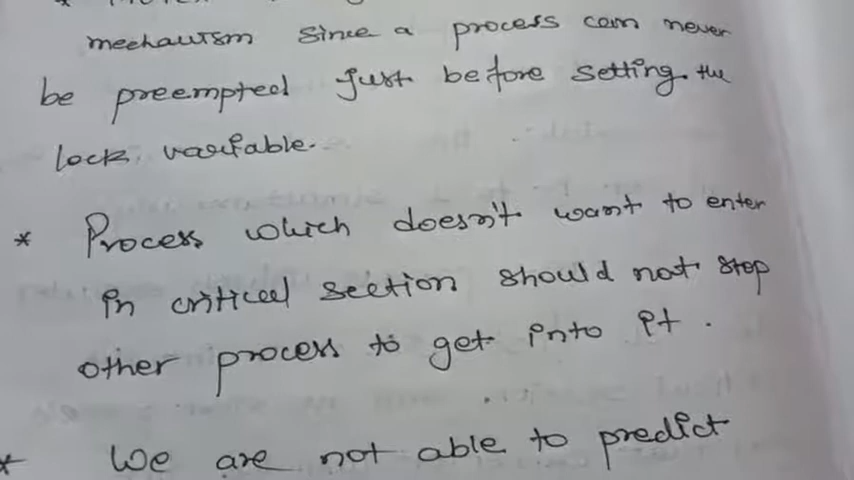 mechanism since a process can never
be preempted just before setting the
lock variable.
* Process which doesn't want to enter
in critical section should not stop
other process to get into it.
* We are not able to predict